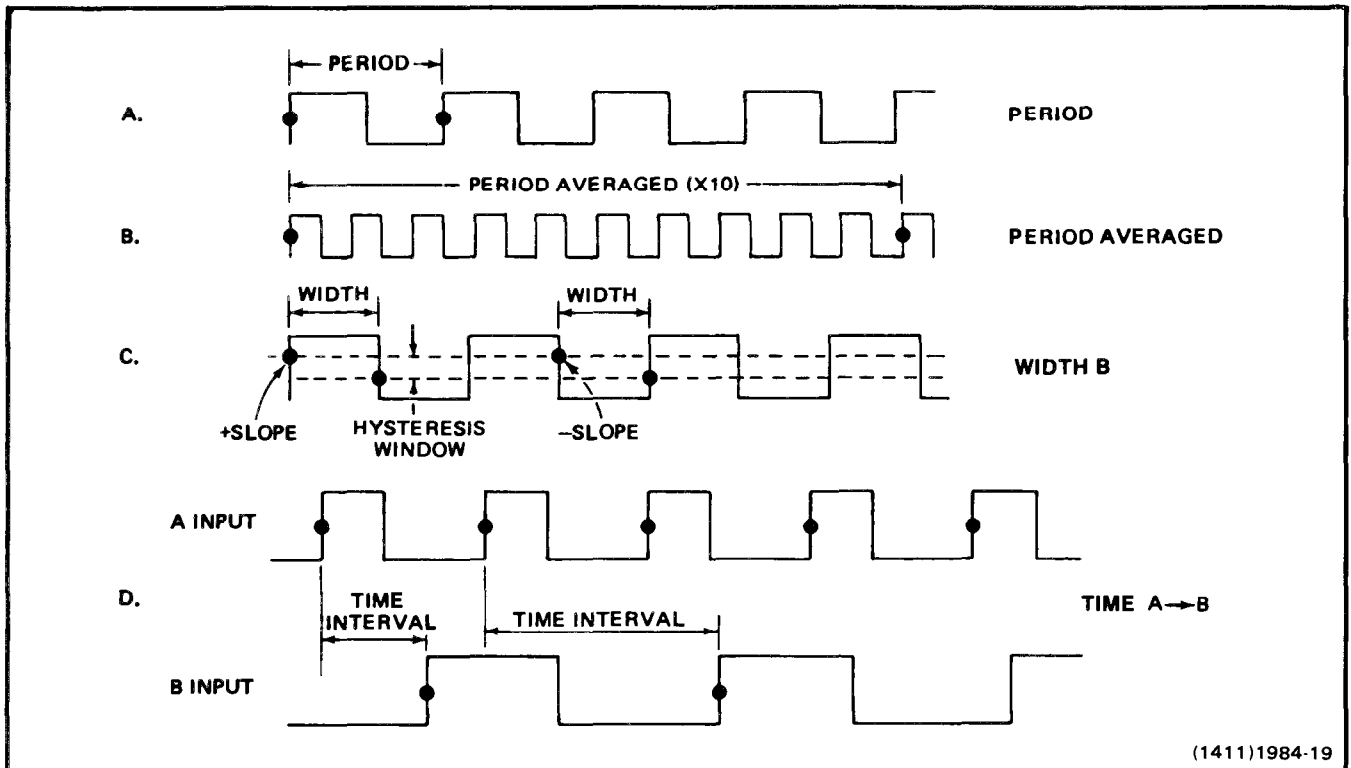 PERIOD
A.
PERIOD
PERIOD AVERAGED (X10)
B.
PERIOD AVERAGED
WIDTH
WIDTH
C.
WIDTH B
+SLOPE
HYSTERESIS
WINDOW
−SLOPE
A INPUT
D.
TIME
INTERVAL
TIME INTERVAL
TIME A→B
B INPUT
(1411)1984-19